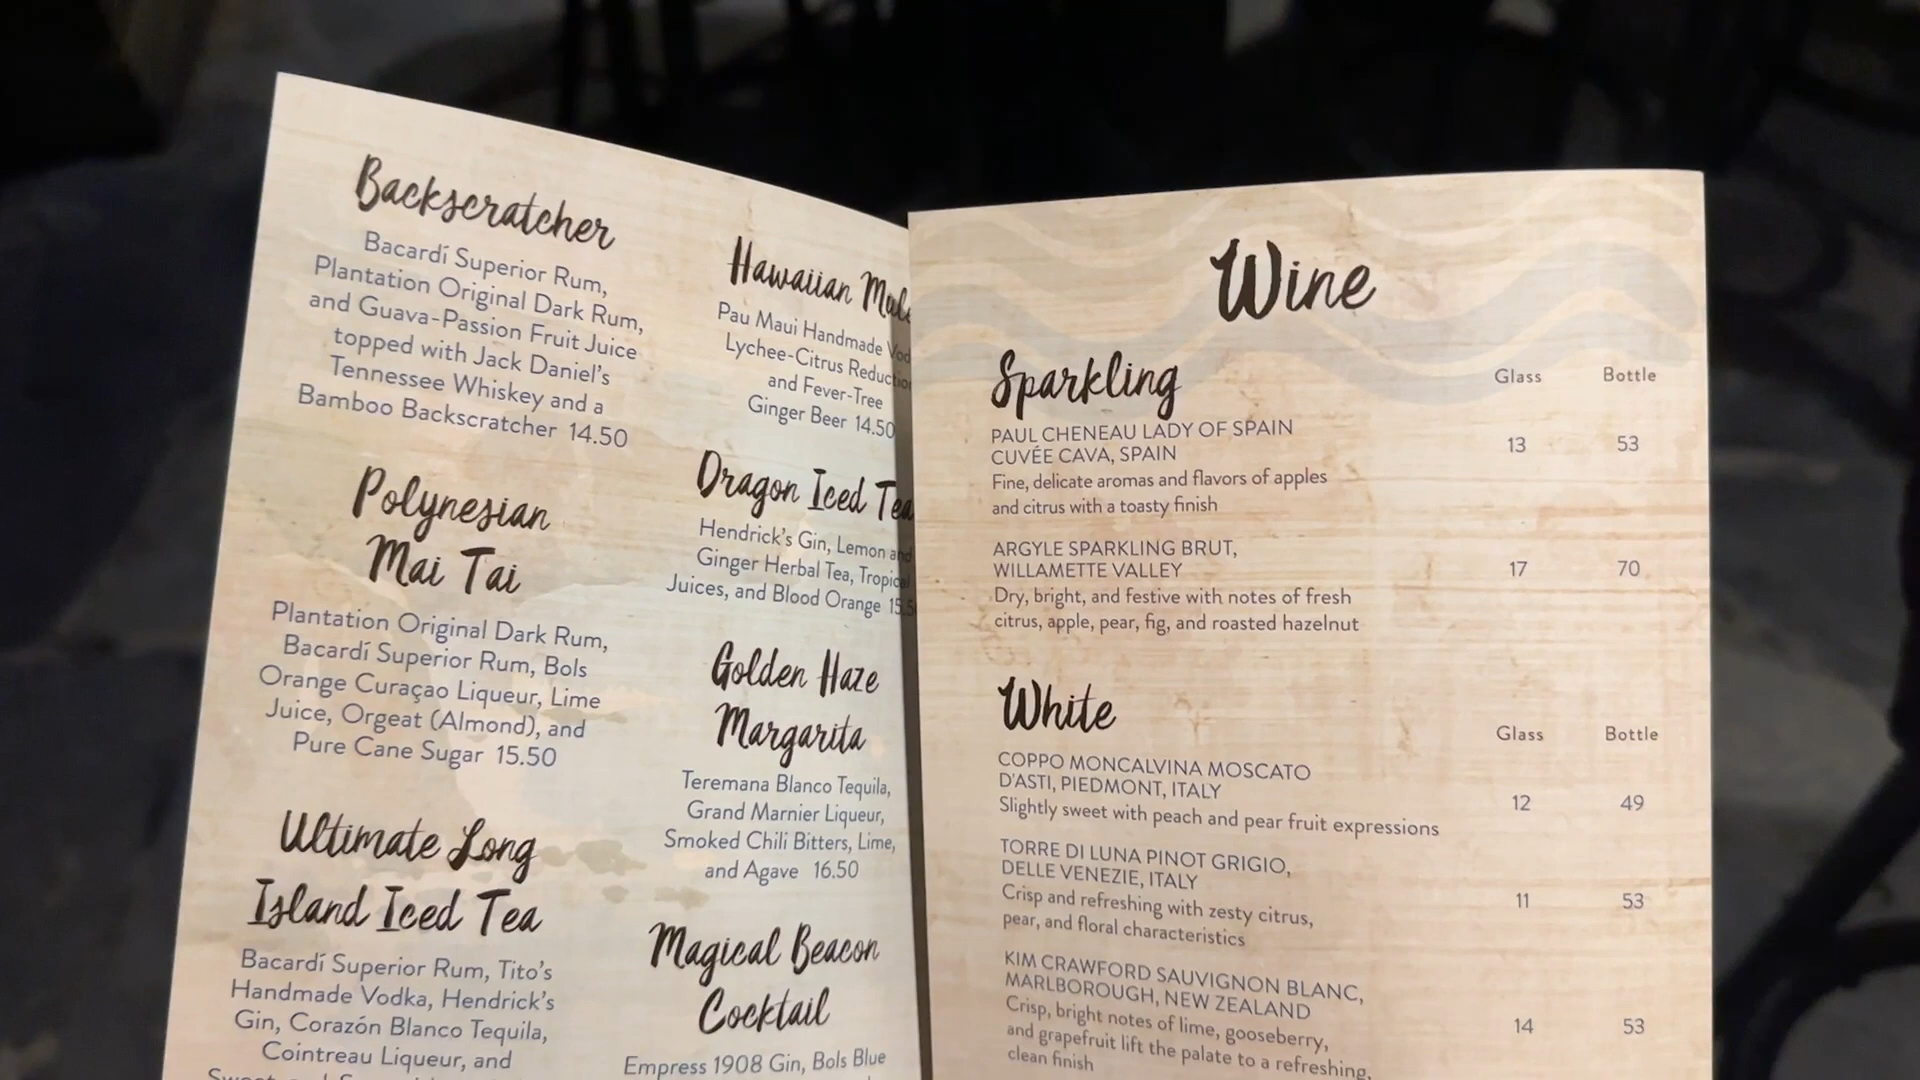 Backscratcher
Bacardí Superior Rum,
Plantation Original Dark Rum,
and Guava-Passion Fruit Juice
topped with Jack Daniel's
Tennessee Whiskey and a
Bamboo Backscratcher 14.50
Polynesian
Mai Tai
Plantation Original Dark Rum,
Bacardí Superior Rum, Bols
Orange Curaçao Liqueur, Lime
Juice, Orgeat (Almond), and
Pure Cane Sugar 15.50
Ultimate Long
Island Iced Tea
Bacardí Superior Rum, Tito's
Handmade Vodka, Hendrick's
Gin, Corazón Blanco Tequila,
Cointreau Liqueur, and
Hawaiian
Pau Maui Handmade
Lychee-Citrus
and Fever-Tree
Ginger Beer 14.50
Dragon Iced Tea
Hendrick's Gin, Lemon and
Ginger Herbal Tea,
Juices, and Blood Orange
Golden Haze
Margarita
Teremana Blanco Tequila,
Grand Marnier Liqueur,
Smoked Chili Bitters, Lime,
and Agave 16.50
Magical Beacon
Cocktail
Empress 1908 Gin, Bols Blue
Wine
Sparkling Glass Bottle
PAUL CHENEAU LADY OF SPAIN
CUVÉE CAVA, SPAIN 13 53
Fine, delicate aromas and flavors of apples
and citrus with a toasty finish
ARGYLE SPARKLING BRUT,
WILLAMETTE VALLEY 17 70
Dry, bright, and festive with notes of fresh
citrus, apple, pear, fig, and roasted hazelnut
White Glass Bottle
COPPO MONCALVINA MOSCATO
D'ASTI, PIEDMONT, ITALY 12 49
Slightly sweet with peach and pear fruit expressions
TORRE DI LUNA PINOT GRIGIO,
DELLE VENEZIE, ITALY 11 53
Crisp and refreshing with zesty citrus,
pear, and floral characteristics
KIM CRAWFORD SAUVIGNON BLANC,
MARLBOROUGH, NEW ZEALAND 14 53
Crisp, bright notes of lime, gooseberry,
and grapefruit lift the palate to a refreshing,
clean finish